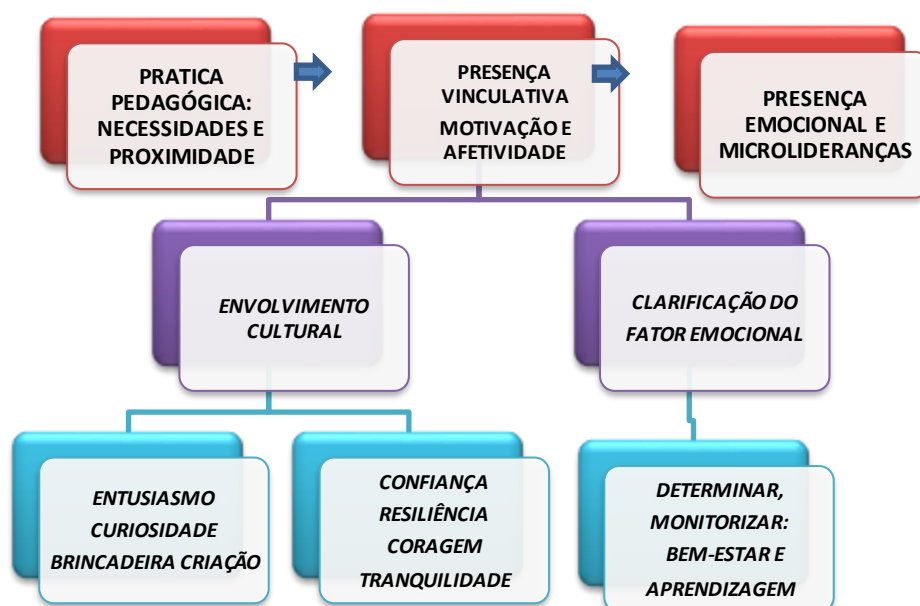 PRATICA
PEDAGÓGICA:
NECESSIDADES E
PROXIMIDADE
PRESENÇA
VINCULATIVA
MOTIVAÇÃO E
AFETIVIDADE
PRESENÇA
EMOCIONAL E
MICROLIDERANÇAS
ENVOLVIMENTO
CULTURAL
CLARIFICAÇÃO DO
FATOR EMOCIONAL
ENTUSIASMO
CURIOSIDADE
BRINCADEIRA CRIAÇÃO
CONFIANÇA
RESILIÊNCIA
CORAGEM
TRANQUILIDADE
DETERMINAR,
MONITORIZAR:
BEM-ESTAR E
APRENDIZAGEM